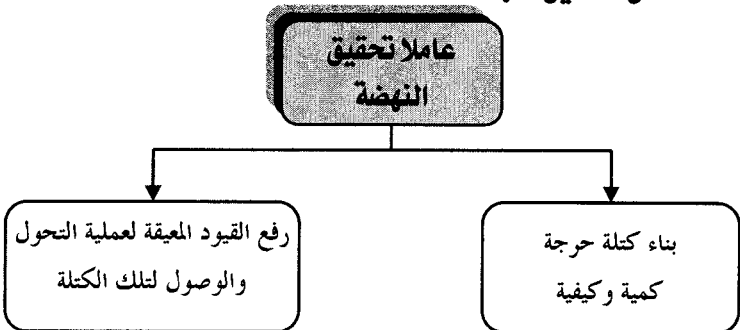 عاملا تحقيق
النهضة
بناء كتلة حرجة
كمية وكيفية
رفع القيود المعيقة لعملية التحول
والوصول لتلك الكتلة